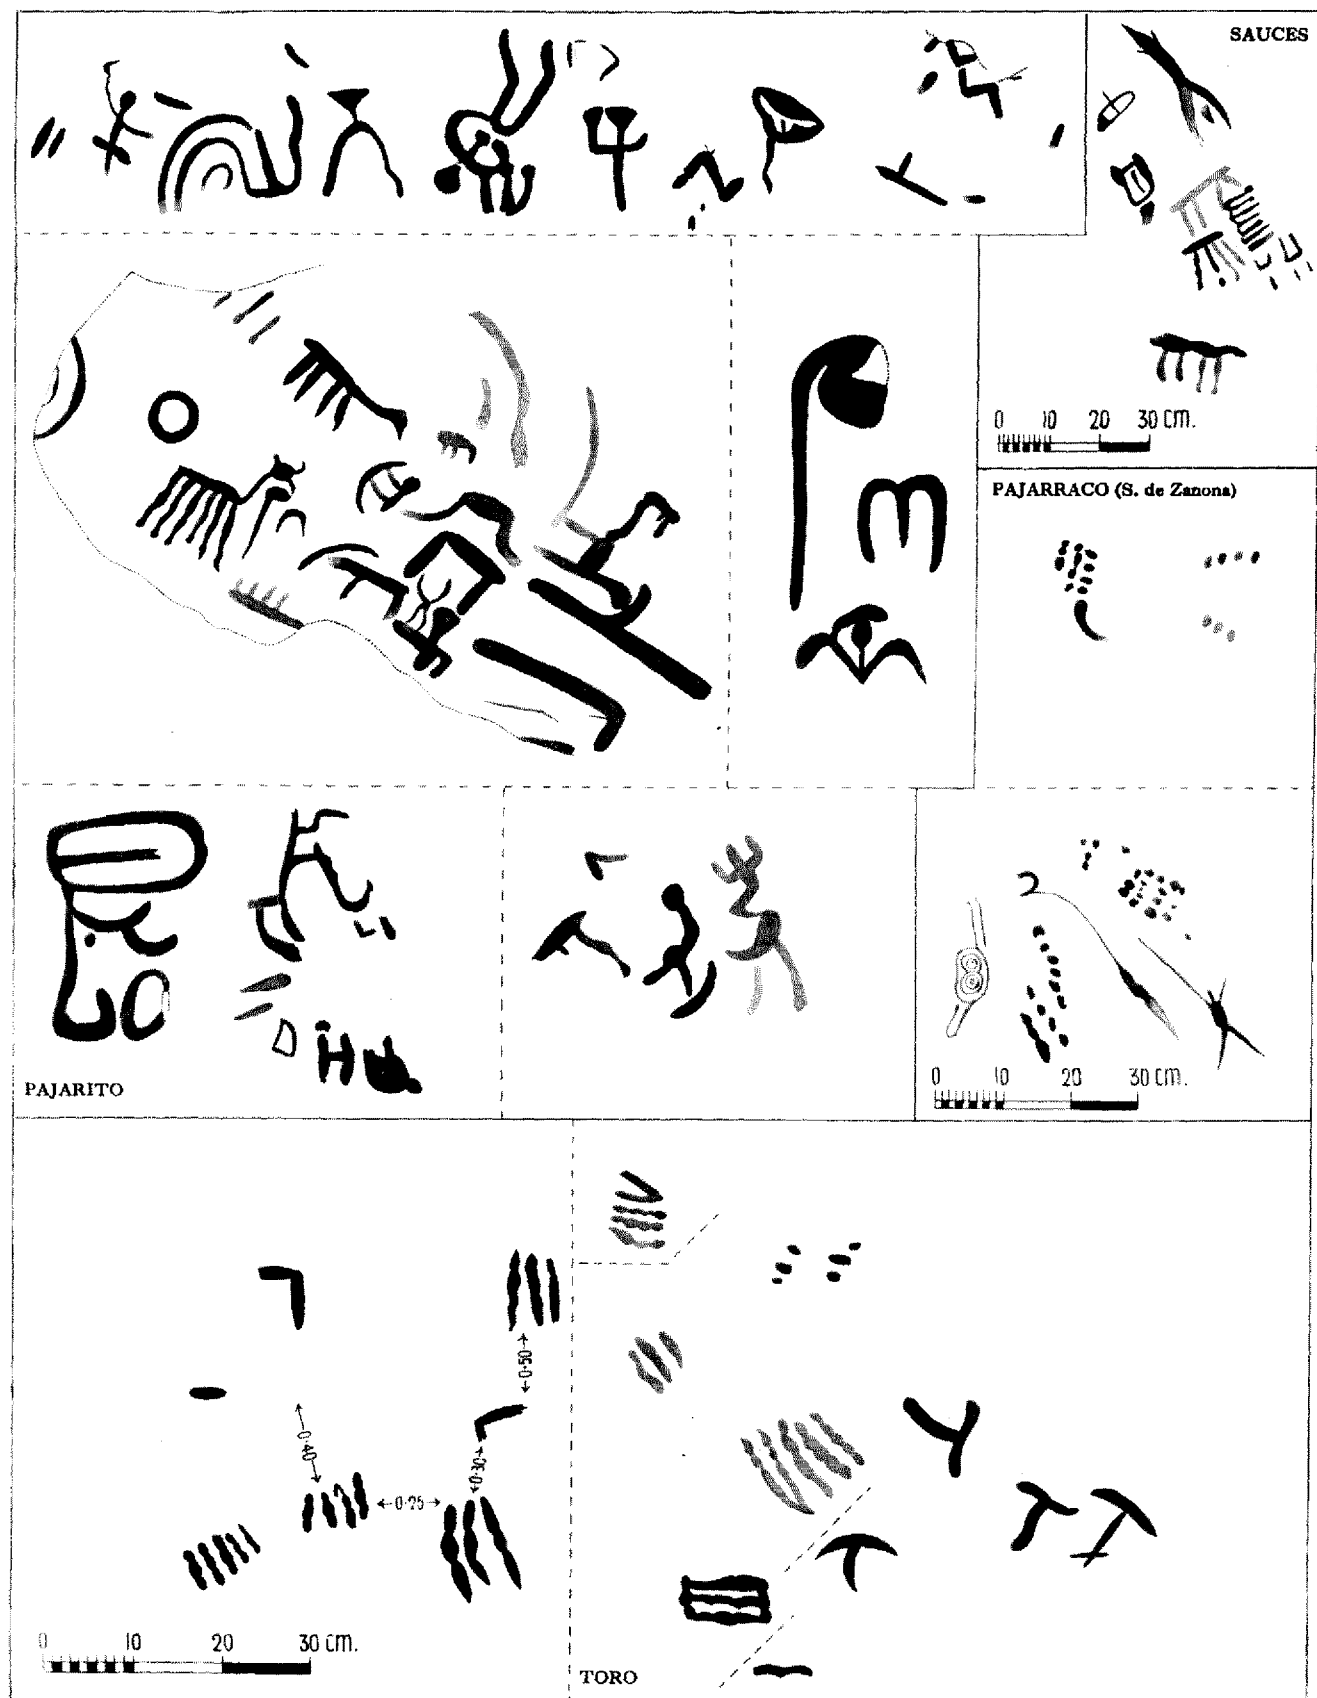 SAUCES
0 10 20 30 CM.
PAJARRACO (S. de Zanona)
PAJARITO
0 10 20 30 CM.
←0·50→
←0·40→
←0·30→
←0·25→
0 10 20 30 CM.
TORO